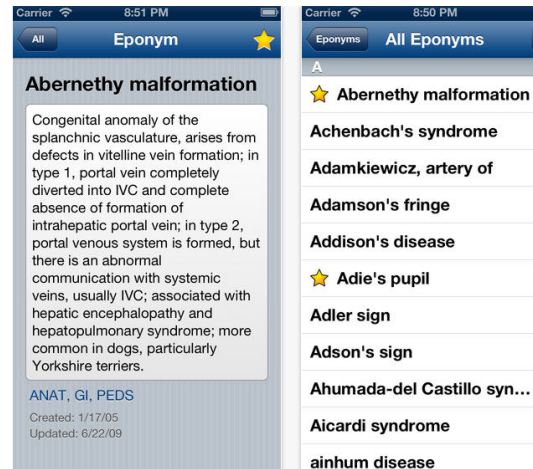 Carrier 8:51 PM
All Eponym
Abernethy malformation
Congenital anomaly of the
splanchnic vasculature, arises from
defects in vitelline vein formation; in
type 1, portal vein completely
diverted into IVC and complete
absence of formation of
intrahepatic portal vein; in type 2,
portal venous system is formed, but
there is an abnormal
communication with systemic
veins, usually IVC; associated with
hepatic encephalopathy and
hepatopulmonary syndrome; more
common in dogs, particularly
Yorkshire terriers.
ANAT, GI, PEDS
Created: 1/17/05
Updated: 6/22/09
Carrier 8:50 PM
Eponyms All Eponyms
A
Abernethy malformation
Achenbach's syndrome
Adamkiewicz, artery of
Adamson's fringe
Addison's disease
Adie's pupil
Adler sign
Adson's sign
Ahumada-del Castillo syn...
Aicardi syndrome
ainhum disease